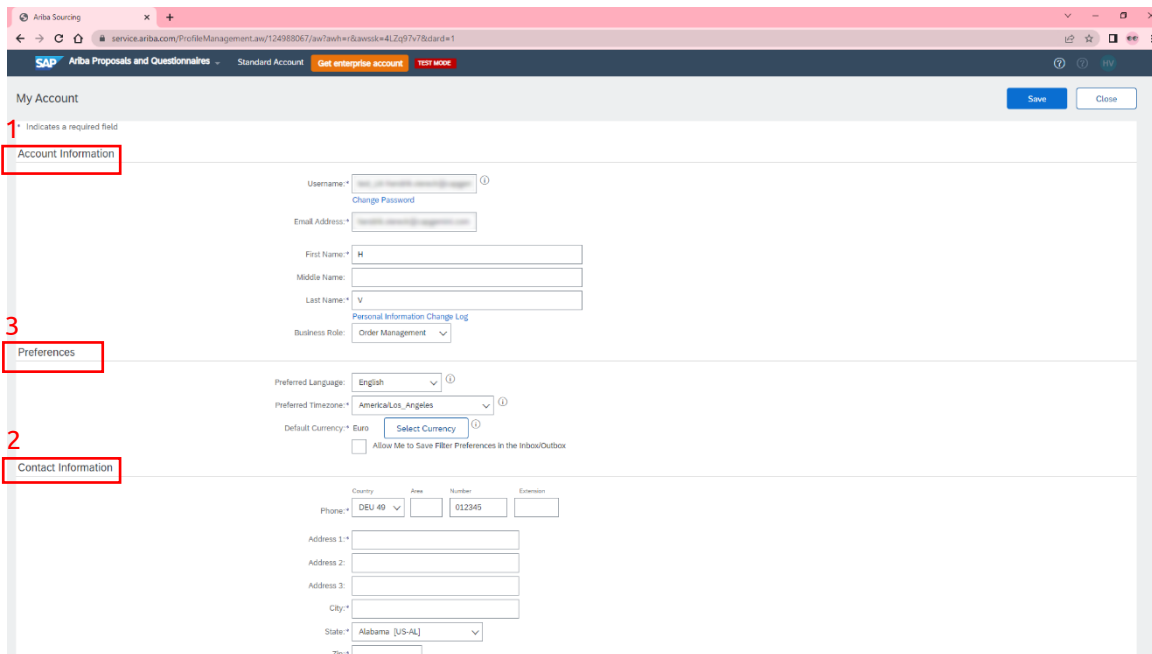 Ariba Sourcing
service.ariba.com/ProfileManagement.aw/124988067/aw?awh=r&awssk=4LZq97v7&dard=1
SAP Ariba Proposals and Questionnaires Standard Account Get enterprise account TEST MODE HV
My Account Save Close
* Indicates a required field
1
Account Information
Username:*
Change Password
Email Address:*
First Name:* H
Middle Name:
Last Name:* V
Personal Information Change Log
Business Role: Order Management
3
Preferences
Preferred Language: English
Preferred Timezone:* America/Los_Angeles
Default Currency:* Euro Select Currency
Allow Me to Save Filter Preferences in the Inbox/Outbox
2
Contact Information
Country Area Number Extension
Phone:* DEU 49 012345
Address 1:*
Address 2:
Address 3:
City:*
State:* Alabama [US-AL]
Zip:*